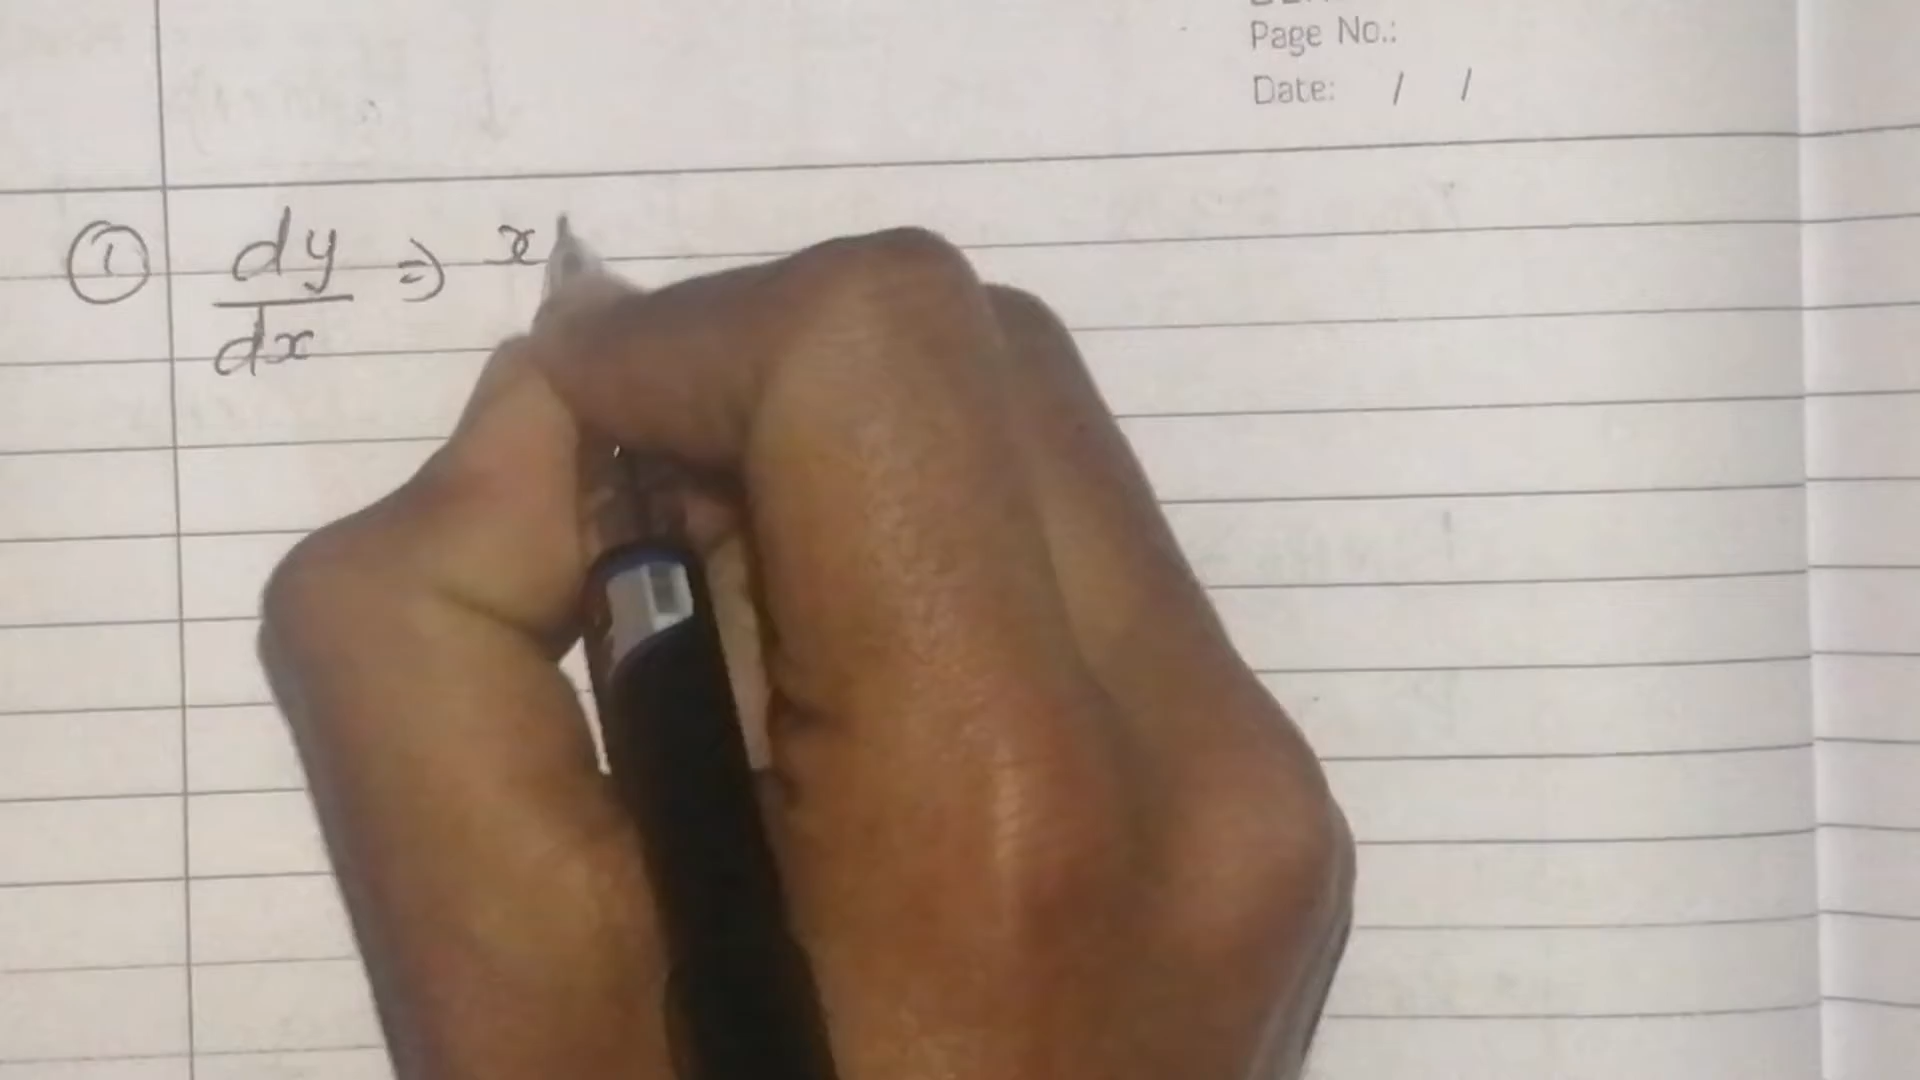 Page No.:
Date: / /
① dy/dx ⇒ x